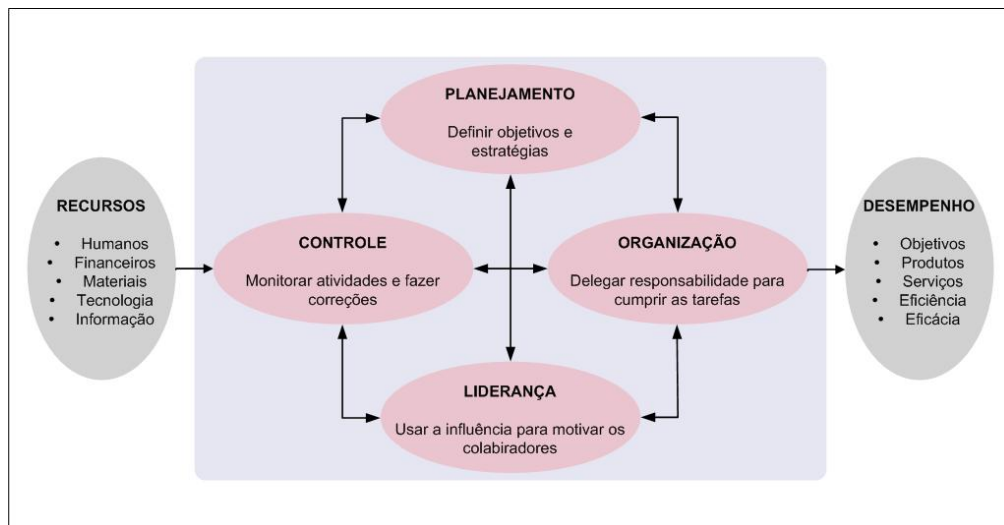 PLANEJAMENTO
Definir objetivos e
estratégias
RECURSOS
• Humanos
• Financeiros
• Materiais
• Tecnologia
• Informação
CONTROLE
Monitorar atividades e fazer
correções
ORGANIZAÇÃO
Delegar responsabilidade para
cumprir as tarefas
DESEMPENHO
• Objetivos
• Produtos
• Serviços
• Eficiência
• Eficácia
LIDERANÇA
Usar a influência para motivar os
colabiradores